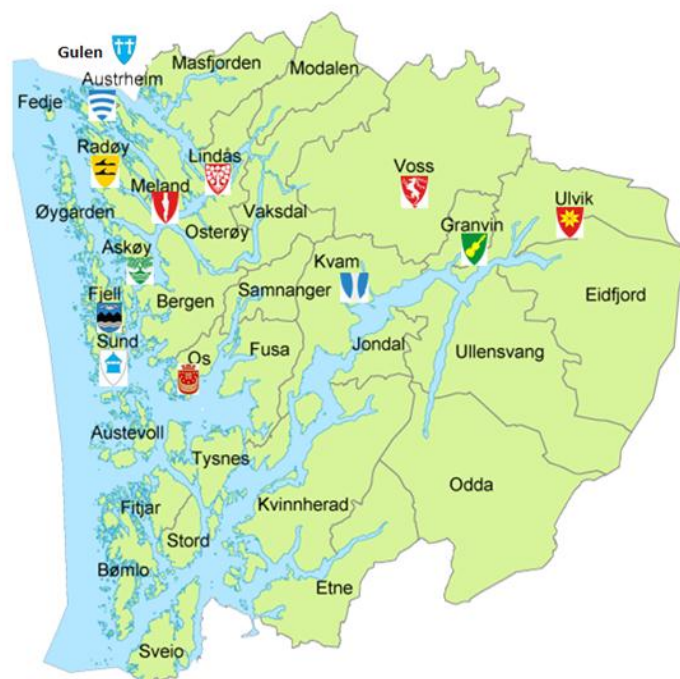 Gulen
Masfjorden
Modalen
Austrheim
Fedje
Radøy
Lindås
Meland
Voss
Ulvik
Øygarden
Osterøy
Vaksdal
Granvin
Askøy
Kvam
Fjell
Bergen
Samnanger
Eidfjord
Sund
Os
Fusa
Jondal
Ullensvang
Austevoll
Tysnes
Odda
Fitjar
Kvinnherad
Stord
Bømlo
Etne
Sveio